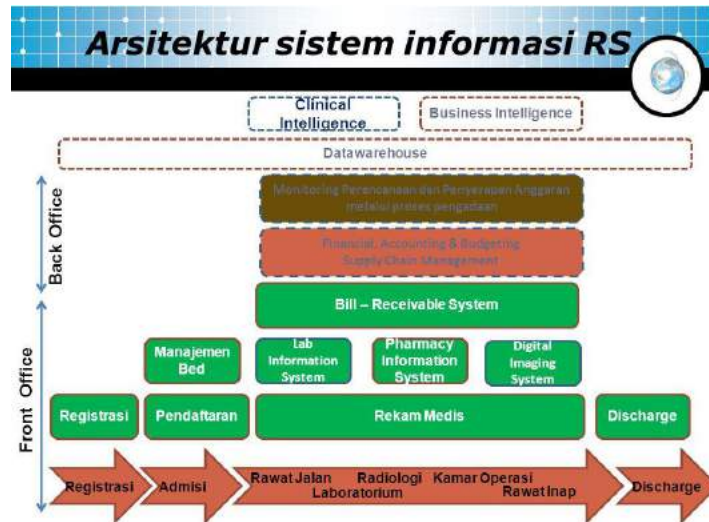 Arsitektur sistem informasi RS
Clinical
Intelligence
Business Intelligence
Datawarehouse
Back Office
Monitoring Perencanaan dan Penyerapan Anggaran
melalui proses pengadaan
Financial, Accounting & Budgeting
Supply Chain Management
Front Office
Bill – Receivable System
Manajemen
Bed
Lab
Information
System
Pharmacy
Information
System
Digital
Imaging
System
Registrasi
Pendaftaran
Rekam Medis
Discharge
Registrasi
Admisi
Rawat Jalan
Radiologi
Kamar Operasi
Laboratorium
Rawat Inap
Discharge